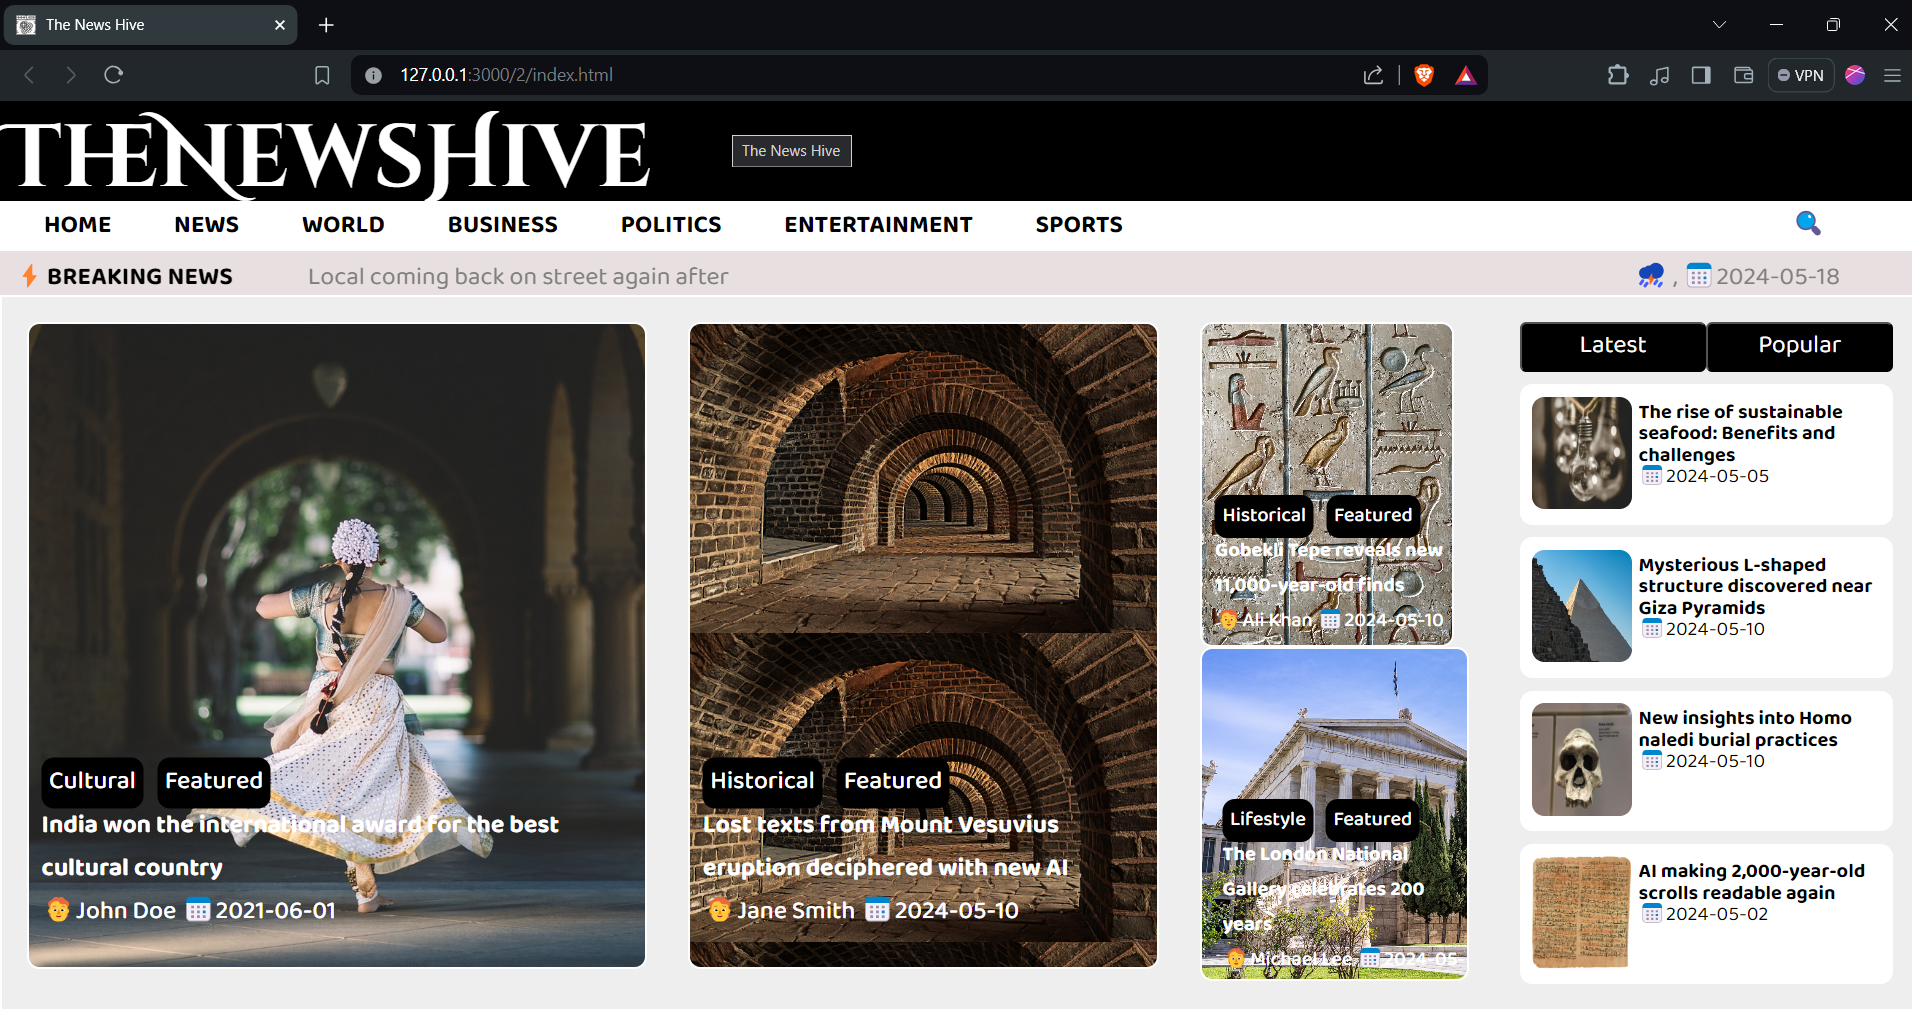 The News Hive
127.0.0.1:3000/2/index.html
VPN
THENEWSHIVE
The News Hive
HOME NEWS WORLD BUSINESS POLITICS ENTERTAINMENT SPORTS
BREAKING NEWS Local coming back on street again after , 2024-05-18
Cultural Featured
India won the international award for the best
cultural country
John Doe 2021-06-01
Historical Featured
Lost texts from Mount Vesuvius
eruption deciphered with new AI
Jane Smith 2024-05-10
Historical Featured
Gobekli Tepe reveals new
11,000-year-old finds
Ali Khan 2024-05-10
Lifestyle Featured
The London National
Gallery celebrates 200
years
Michael Lee 2024-05-
Latest Popular
The rise of sustainable
seafood: Benefits and
challenges
2024-05-05
Mysterious L-shaped
structure discovered near
Giza Pyramids
2024-05-10
New insights into Homo
naledi burial practices
2024-05-10
AI making 2,000-year-old
scrolls readable again
2024-05-02